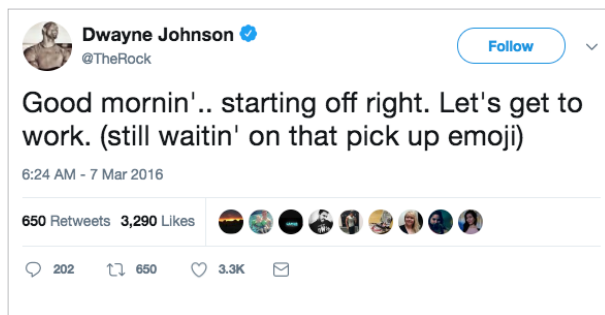 Dwayne Johnson
@TheRock
Follow
Good mornin'.. starting off right. Let's get to
work. (still waitin' on that pick up emoji)
6:24 AM - 7 Mar 2016
650 Retweets 3,290 Likes
202 650 3.3K